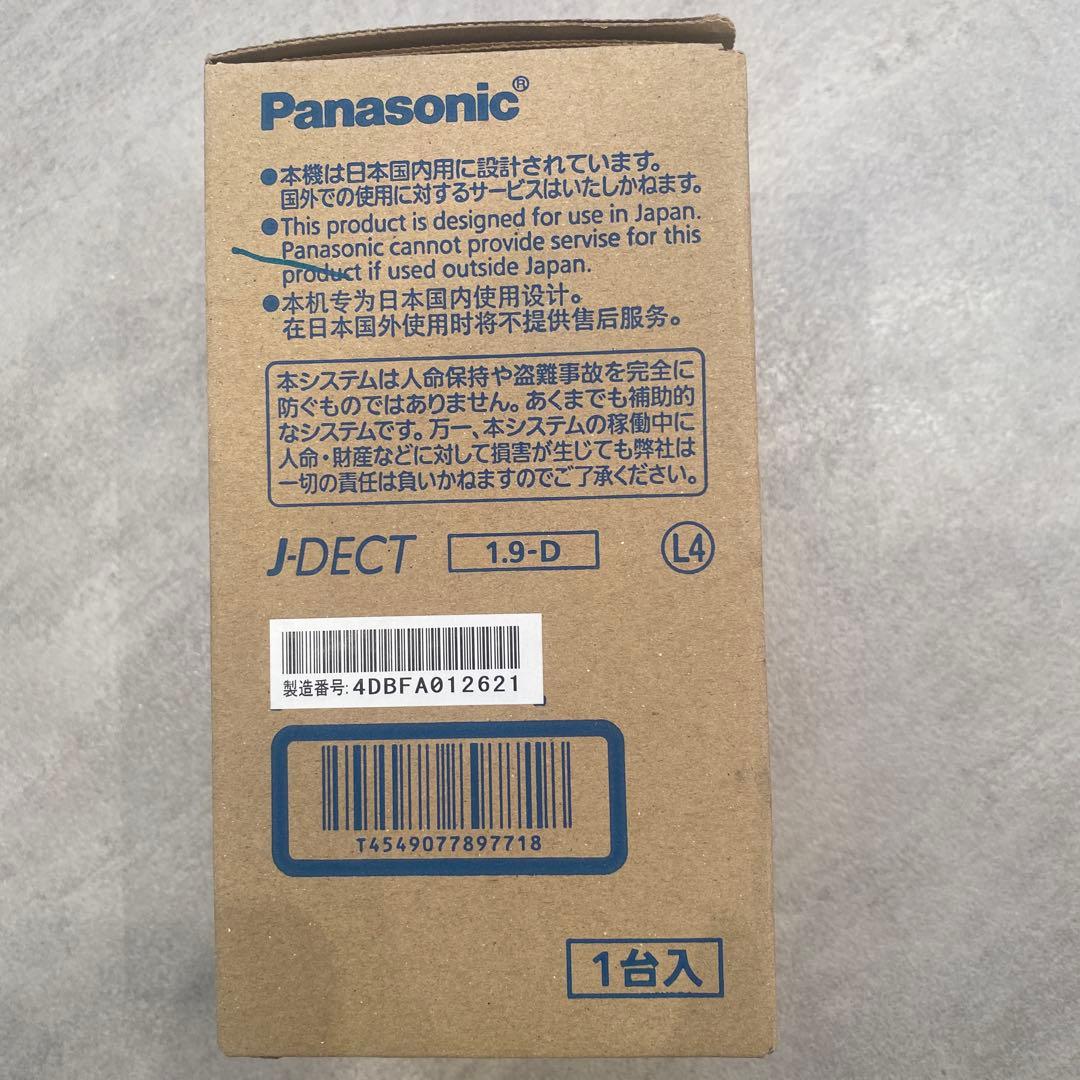 Panasonic®
●本機は日本国内用に設計されています。
国外での使用に対するサービスはいたしかねます。
●This product is designed for use in Japan.
Panasonic cannot provide servise for this
product if used outside Japan.
●本机专为日本国内使用设计。
在日本国外使用时将不提供售后服务。
本システムは人命保持や盗難事故を完全に
防ぐものではありません。あくまでも補助的
なシステムです。万一、本システムの稼働中に
人命・財産などに対して損害が生じても弊社は
一切の責任は負いかねますのでご了承ください。
J-DECT 1.9-D L4
製造番号:4DBFA012621
T4549077897718
1台入